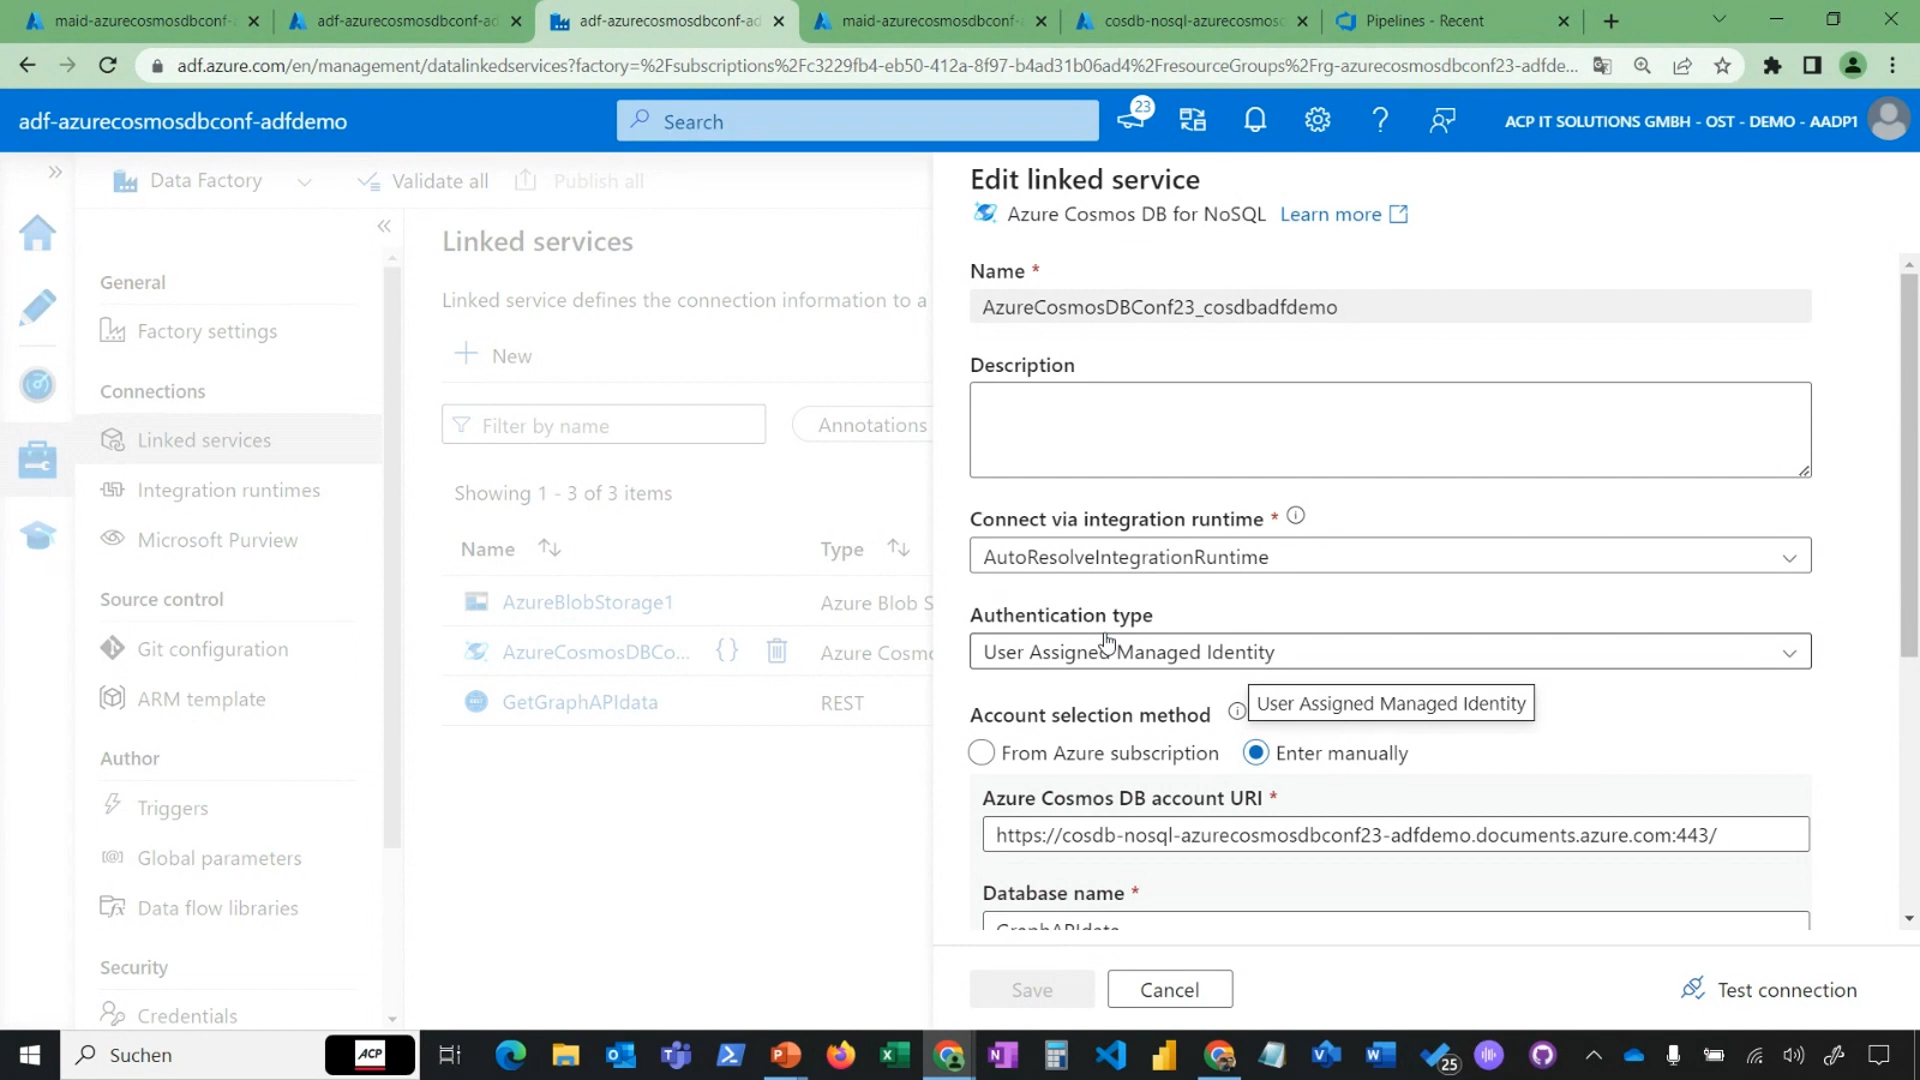 maid-azurecosmosdbconf-
adf-azurecosmosdbconf-ad
adf-azurecosmosdbconf-ad
maid-azurecosmosdbconf-
cosdb-nosql-azurecosmos
Pipelines - Recent
adf.azure.com/en/management/datalinkedservices?factory=%2Fsubscriptions%2Fc3229fb4-eb50-412a-8f97-b4ad31b06ad4%2FresourceGroups%2Frg-azurecosmosdbconf23-adfde...
adf-azurecosmosdbconf-adfdemo
Search
23
ACP IT SOLUTIONS GMBH - OST - DEMO - AADP1
Data Factory
Validate all
Publish all
General
Factory settings
Connections
Linked services
Integration runtimes
Microsoft Purview
Source control
Git configuration
ARM template
Author
Triggers
Global parameters
Data flow libraries
Security
Credentials
Linked services
Linked service defines the connection information to a
New
Filter by name
Annotations
Showing 1 - 3 of 3 items
Name
Type
AzureBlobStorage1
Azure Blob S
AzureCosmosDBCo...
Azure Cosmo
GetGraphAPIdata
REST
Edit linked service
Azure Cosmos DB for NoSQL Learn more
Name *
AzureCosmosDBConf23_cosdbadfdemo
Description
Connect via integration runtime *
AutoResolveIntegrationRuntime
Authentication type
User Assigned Managed Identity
User Assigned Managed Identity
Account selection method
From Azure subscription
Enter manually
Azure Cosmos DB account URI *
https://cosdb-nosql-azurecosmosdbconf23-adfdemo.documents.azure.com:443/
Database name *
GraphAPIdata
Save
Cancel
Test connection
Suchen
ACP
25